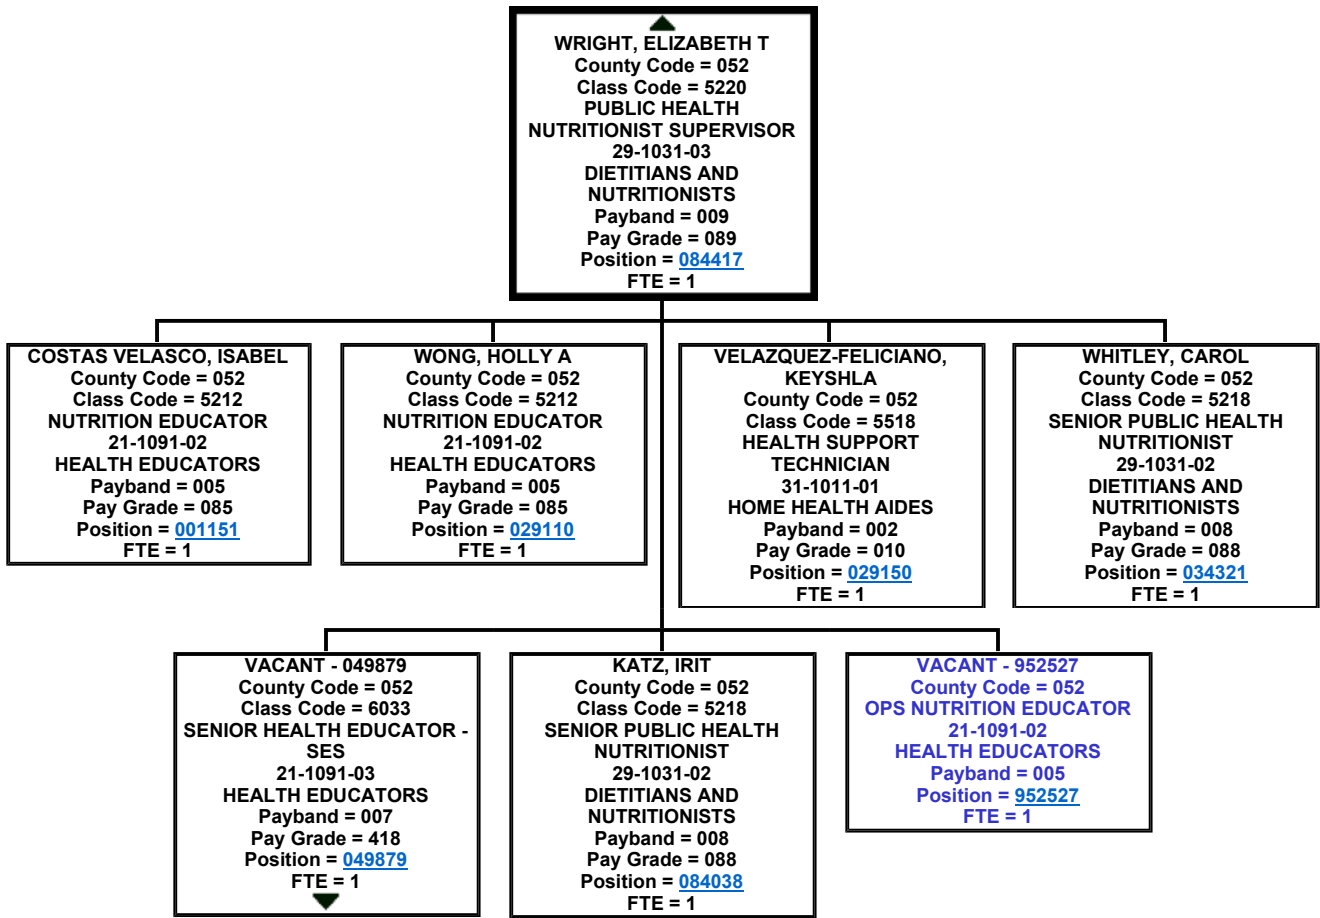 WRIGHT, ELIZABETH T
County Code = 052
Class Code = 5220
PUBLIC HEALTH
NUTRITIONIST SUPERVISOR
29-1031-03
DIETITIANS AND
NUTRITIONISTS
Payband = 009
Pay Grade = 089
Position = 084417
FTE = 1
COSTAS VELASCO, ISABEL
County Code = 052
Class Code = 5212
NUTRITION EDUCATOR
21-1091-02
HEALTH EDUCATORS
Payband = 005
Pay Grade = 085
Position = 001151
FTE = 1
WONG, HOLLY A
County Code = 052
Class Code = 5212
NUTRITION EDUCATOR
21-1091-02
HEALTH EDUCATORS
Payband = 005
Pay Grade = 085
Position = 029110
FTE = 1
VELAZQUEZ-FELICIANO,
KEYSHLA
County Code = 052
Class Code = 5518
HEALTH SUPPORT
TECHNICIAN
31-1011-01
HOME HEALTH AIDES
Payband = 002
Pay Grade = 010
Position = 029150
FTE = 1
WHITLEY, CAROL
County Code = 052
Class Code = 5218
SENIOR PUBLIC HEALTH
NUTRITIONIST
29-1031-02
DIETITIANS AND
NUTRITIONISTS
Payband = 008
Pay Grade = 088
Position = 034321
FTE = 1
VACANT - 049879
County Code = 052
Class Code = 6033
SENIOR HEALTH EDUCATOR -
SES
21-1091-03
HEALTH EDUCATORS
Payband = 007
Pay Grade = 418
Position = 049879
FTE = 1
KATZ, IRIT
County Code = 052
Class Code = 5218
SENIOR PUBLIC HEALTH
NUTRITIONIST
29-1031-02
DIETITIANS AND
NUTRITIONISTS
Payband = 008
Pay Grade = 088
Position = 084038
FTE = 1
VACANT - 952527
County Code = 052
OPS NUTRITION EDUCATOR
21-1091-02
HEALTH EDUCATORS
Payband = 005
Position = 952527
FTE = 1